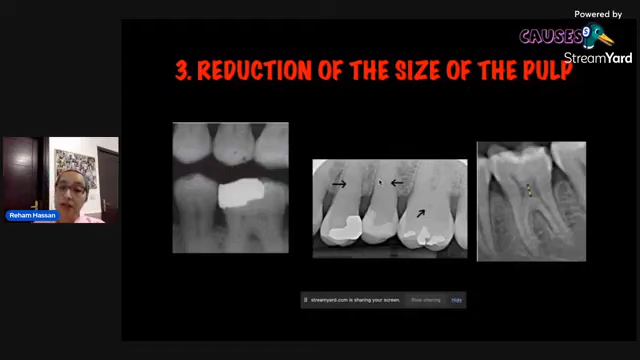 Powered by
CAUSES
StreamYard
3. REDUCTION OF THE SIZE OF THE PULP
Reham Hassan
streamyard.com is sharing your screen.
Stop sharing
Hide